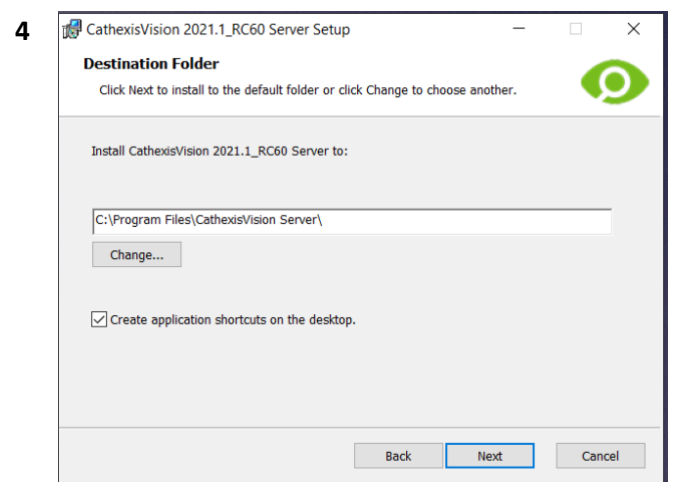 4
CathexisVision 2021.1_RC60 Server Setup
Destination Folder
Click Next to install to the default folder or click Change to choose another.
Install CathexisVision 2021.1_RC60 Server to:
C:\Program Files\CathexisVision Server\
Change...
Create application shortcuts on the desktop.
Back Next Cancel